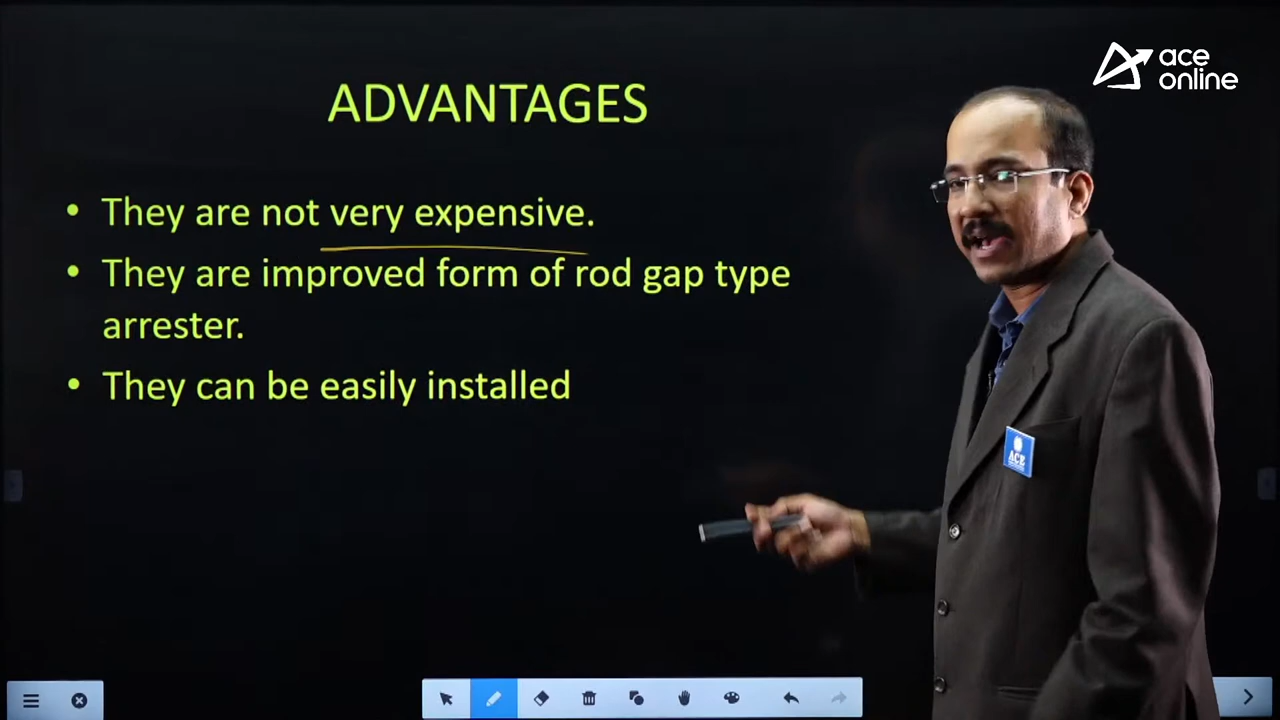 ace
online
ADVANTAGES
• They are not very expensive.
• They are improved form of rod gap type
arrester.
• They can be easily installed
ACE